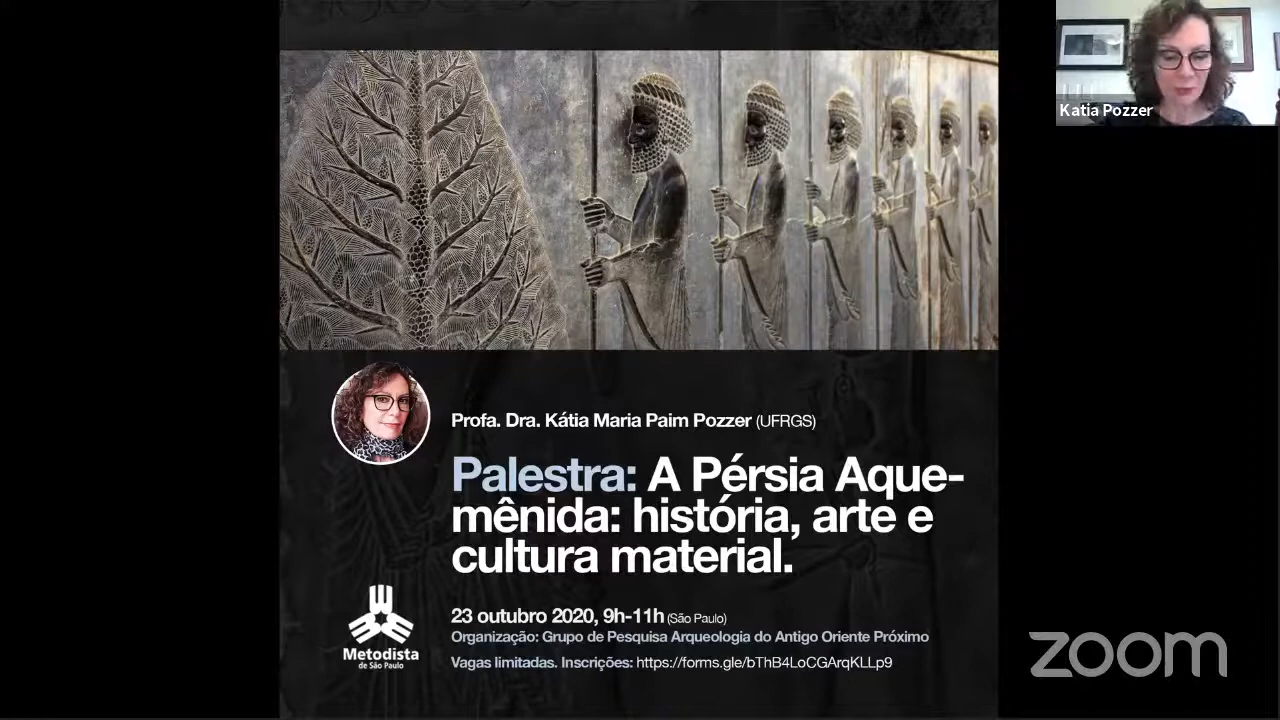 Katia Pozzer
Profa. Dra. Kátia Maria Paim Pozzer (UFRGS)
Palestra: A Pérsia Aque-
mênida: história, arte e
cultura material.
23 outubro 2020, 9h-11h (São Paulo)
Organização: Grupo de Pesquisa Arqueologia do Antigo Oriente Próximo
Vagas limitadas. Inscrições: https://forms.gle/bThB4LoCGArqKLLp9
Metodista
de São Paulo
zoom